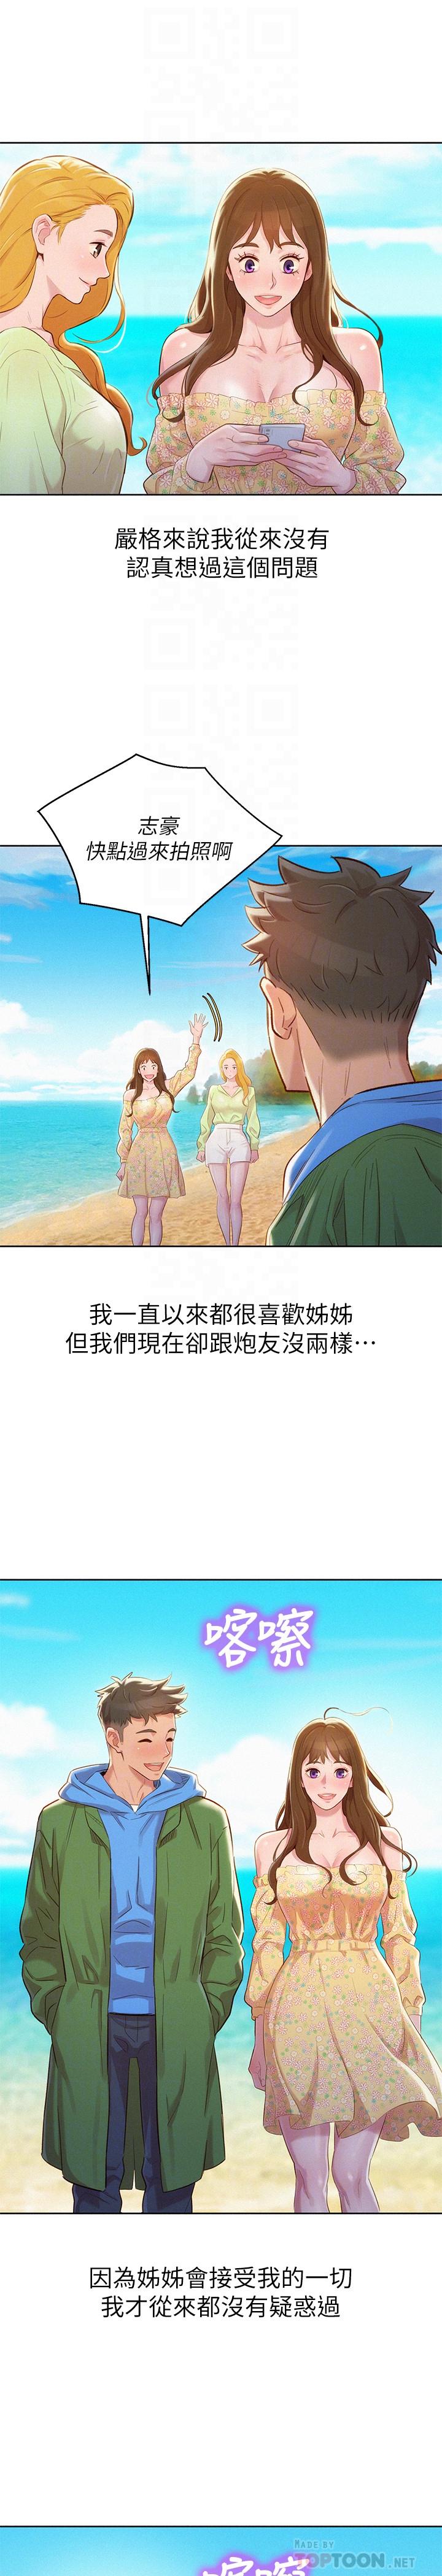 嚴格來說我從來沒有
認真想過這個問題
志豪
快點過來拍照啊
我一直以來都很喜歡姊姊
但我們現在卻跟炮友沒兩樣⋯
喀嚓
因為姊姊會接受我的一切
我才從來都沒有疑惑過
喀嚓
MADE BY
TOPTOON.NET